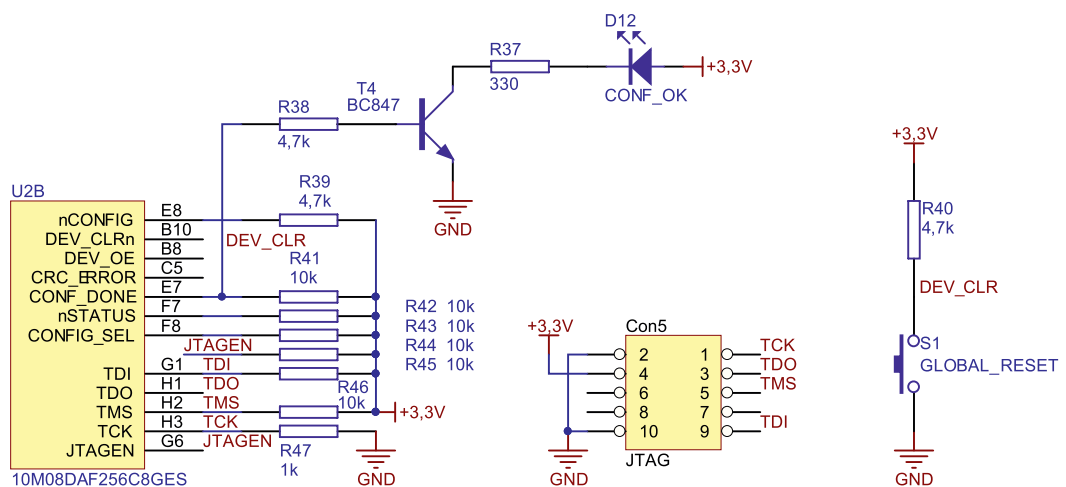 D12
R37
+3,3V
330
CONF_OK
T4
BC847
R38
4,7k
GND
+3,3V
R40
4,7k
DEV_CLR
S1
GLOBAL_RESET
GND
U2B
nCONFIG E8
DEV_CLRn B10
DEV_OE B8
CRC_ERROR C5
CONF_DONE E7
nSTATUS F7
CONFIG_SEL F8
TDI G1 TDI
TDO H1 TDO
TMS H2 TMS
TCK H3 TCK
JTAGEN G6 JTAGEN
10M08DAF256C8GES
R39
4,7k
DEV_CLR
R41
10k
JTAGEN
R42 10k
R43 10k
R44 10k
R45 10k
R46
10k
+3,3V
R47
1k
GND
+3,3V
Con5
2 1 TCK
4 3 TDO
6 5 TMS
8 7
10 9 TDI
JTAG
GND